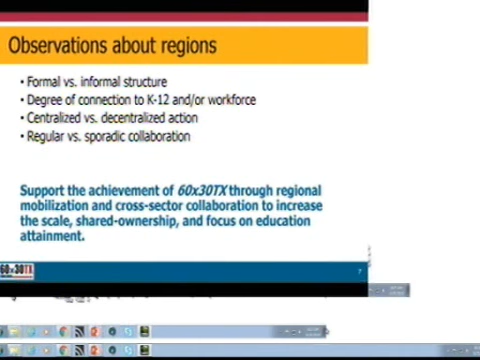 Observations about regions
• Formal vs. informal structure
• Degree of connection to K-12 and/or workforce
• Centralized vs. decentralized action
• Regular vs. sporadic collaboration
Support the achievement of 60x30TX through regional
mobilization and cross-sector collaboration to increase
the scale, shared-ownership, and focus on education
attainment.
60x30TX
7